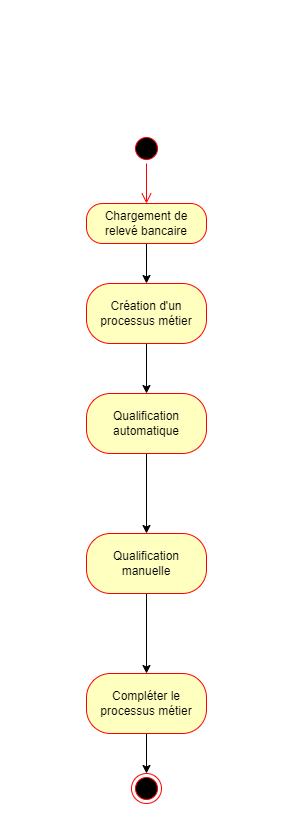 Chargement de
relevé bancaire
Création d'un
processus métier
Qualification
automatique
Qualification
manuelle
Compléter le
processus métier